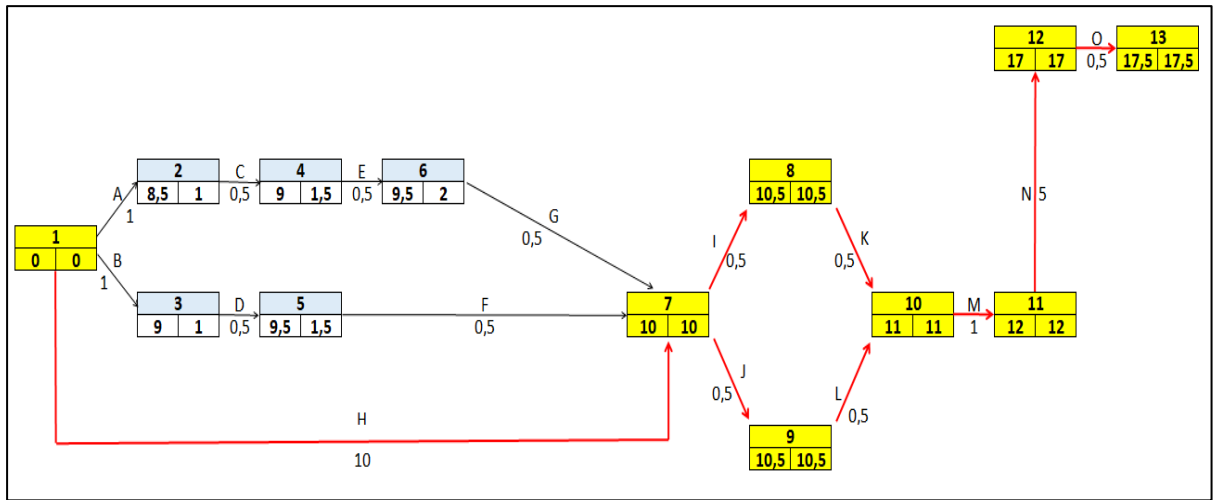 12 O 13
17 17 0,5 17,5 17,5
2 C 4 E 6 8
8,5 1 0,5 9 1,5 0,5 9,5 2 10,5 10,5
A N 5
1 G
1 0,5 I K
0 0 0,5 0,5
B
1
3 D 5 F 7 10 M 11
9 1 0,5 9,5 1,5 0,5 10 10 11 11 1 12 12
J
0,5 L
H 0,5
9
10 10,5 10,5